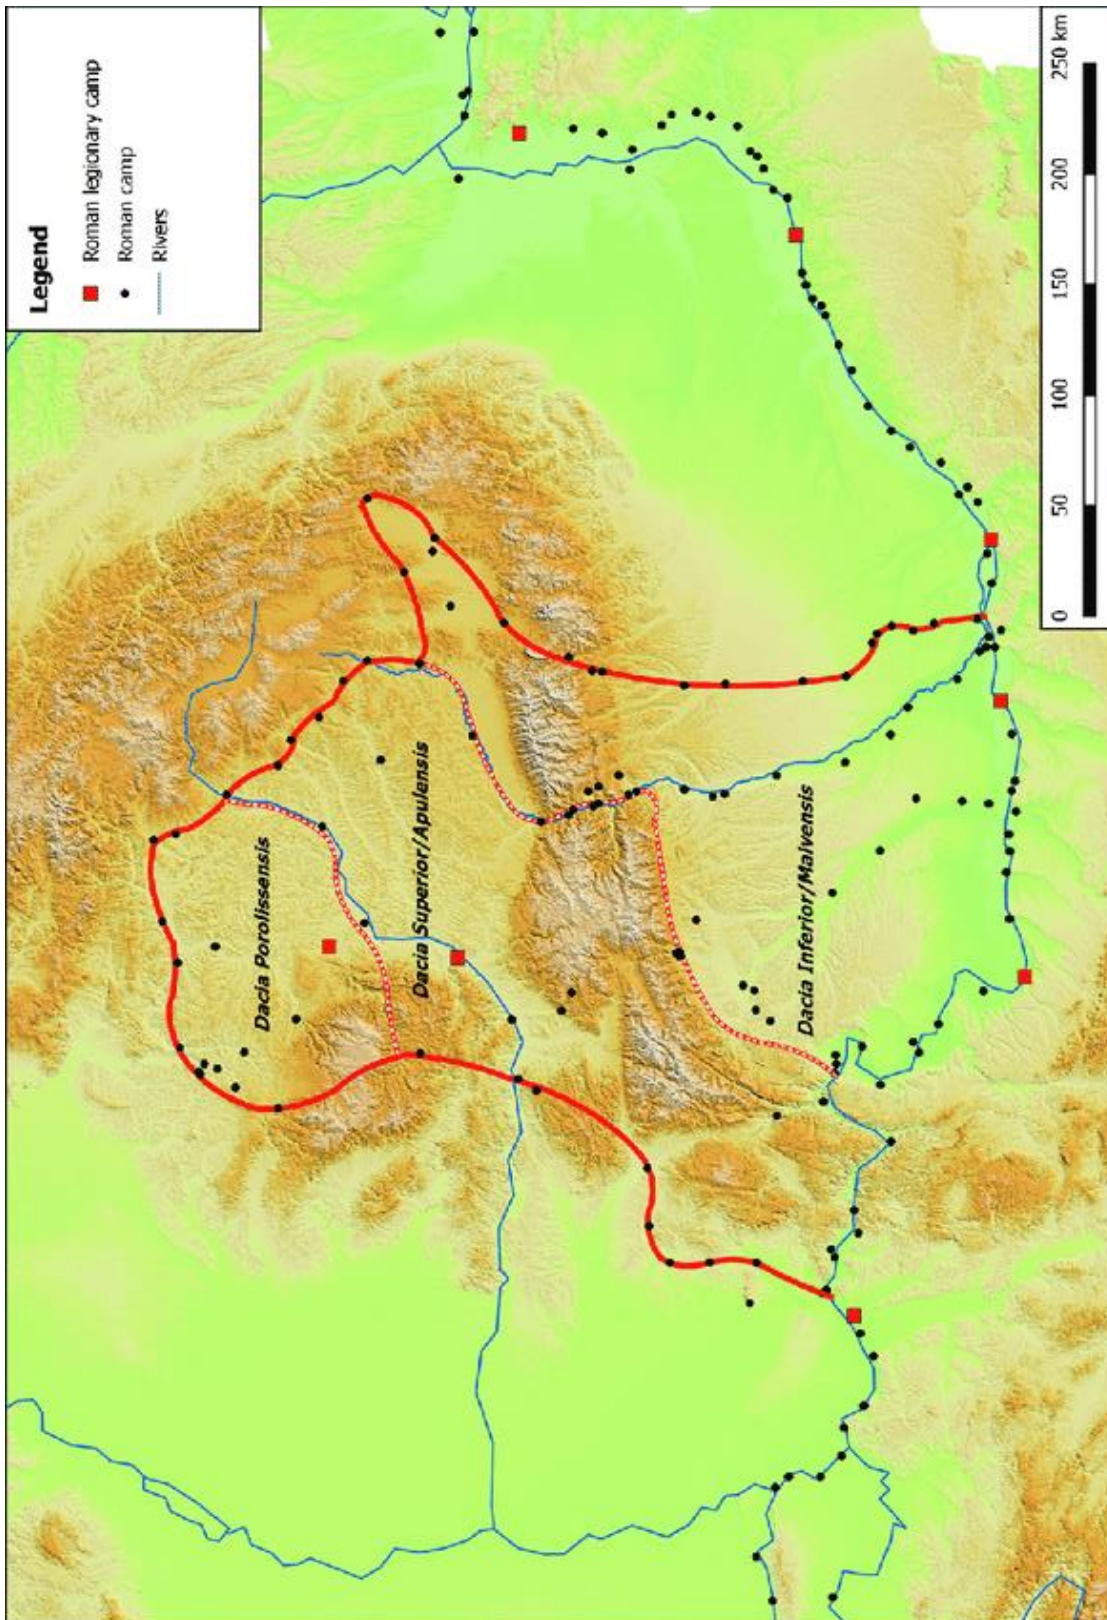 Legend
Roman legionary camp
Roman camp
Rivers
Dacia Porolissensis
Dacia Superior/Apulensis
Dacia Inferior/Malvensis
0 50 100 150 200 250 km